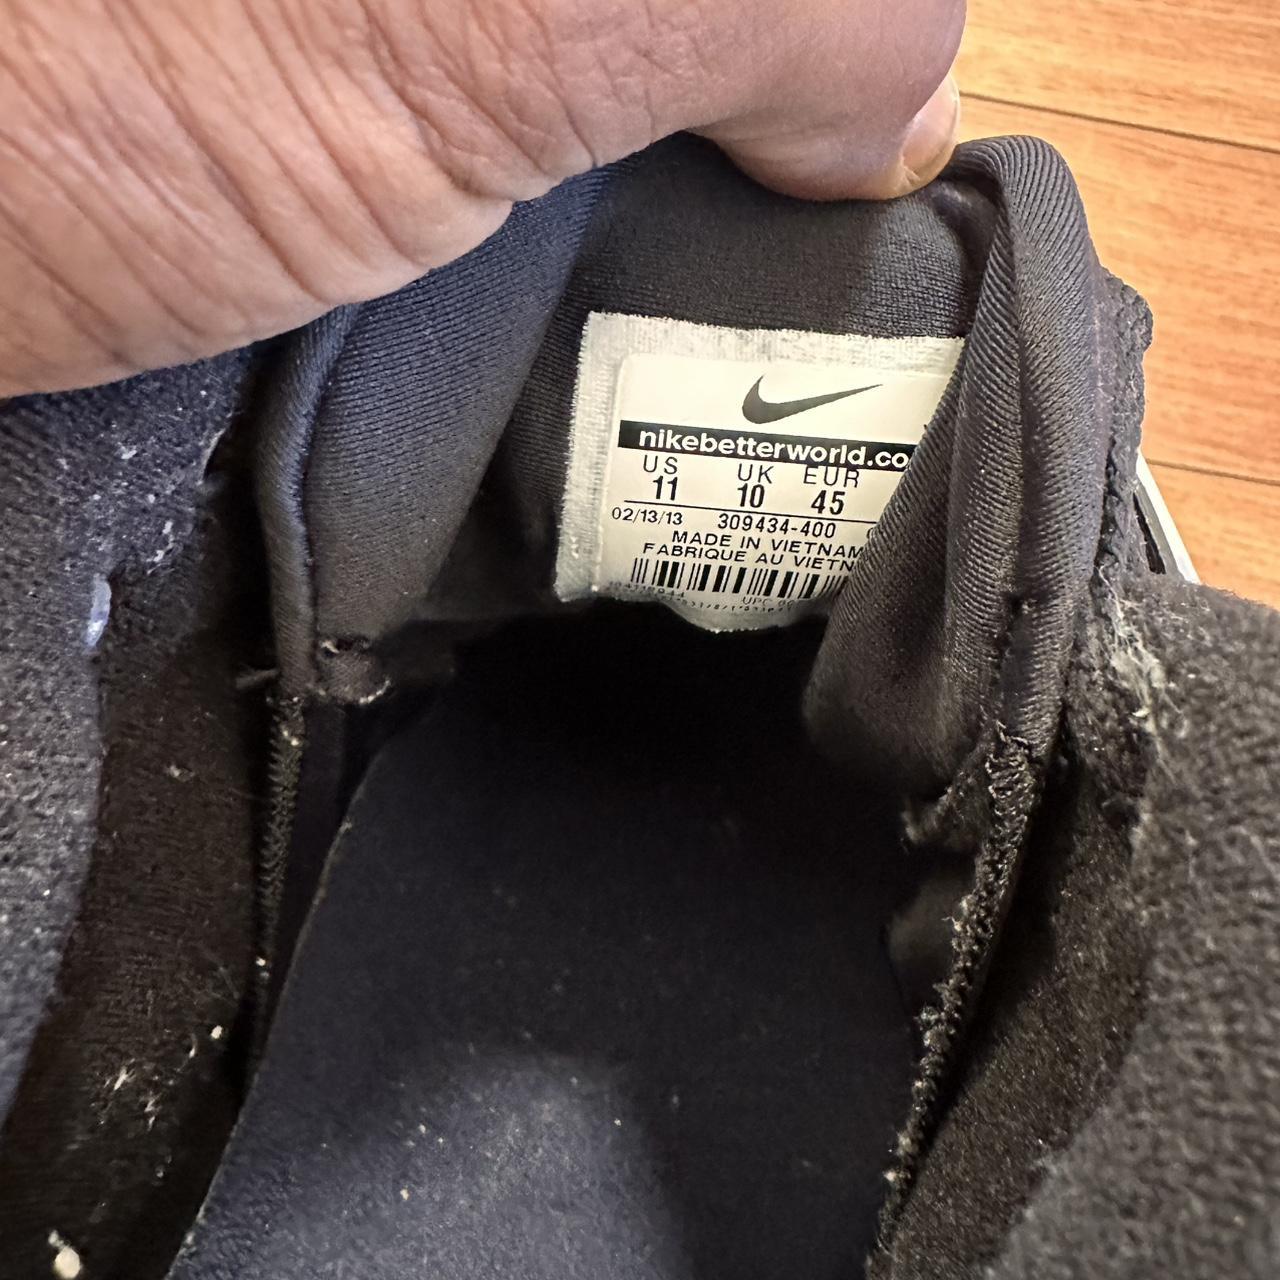 nikebetterworld.co
US UK EUR
11 10 45
02/13/13 309434-400
MADE IN VIETNAM
FABRIQUE AU VIETN
UPC